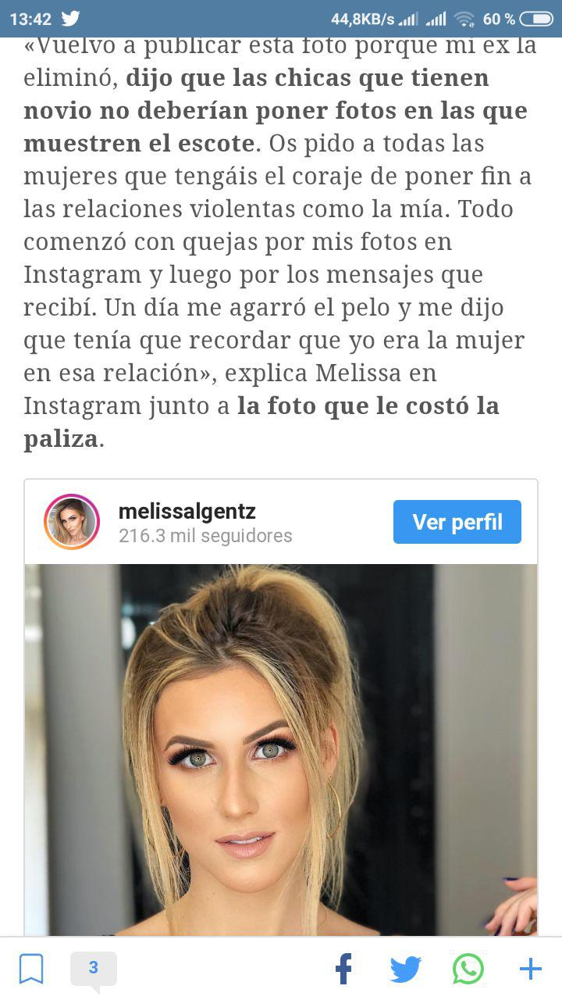 13:42 44,8KB/s 60 %
«Vuelvo a publicar esta foto porque mi ex la
eliminó, dijo que las chicas que tienen
novio no deberían poner fotos en las que
muestren el escote. Os pido a todas las
mujeres que tengáis el coraje de poner fin a
las relaciones violentas como la mía. Todo
comenzó con quejas por mis fotos en
Instagram y luego por los mensajes que
recibí. Un día me agarró el pelo y me dijo
que tenía que recordar que yo era la mujer
en esa relación», explica Melissa en
Instagram junto a la foto que le costó la
paliza.
melissalgentz
216.3 mil seguidores
Ver perfil
3